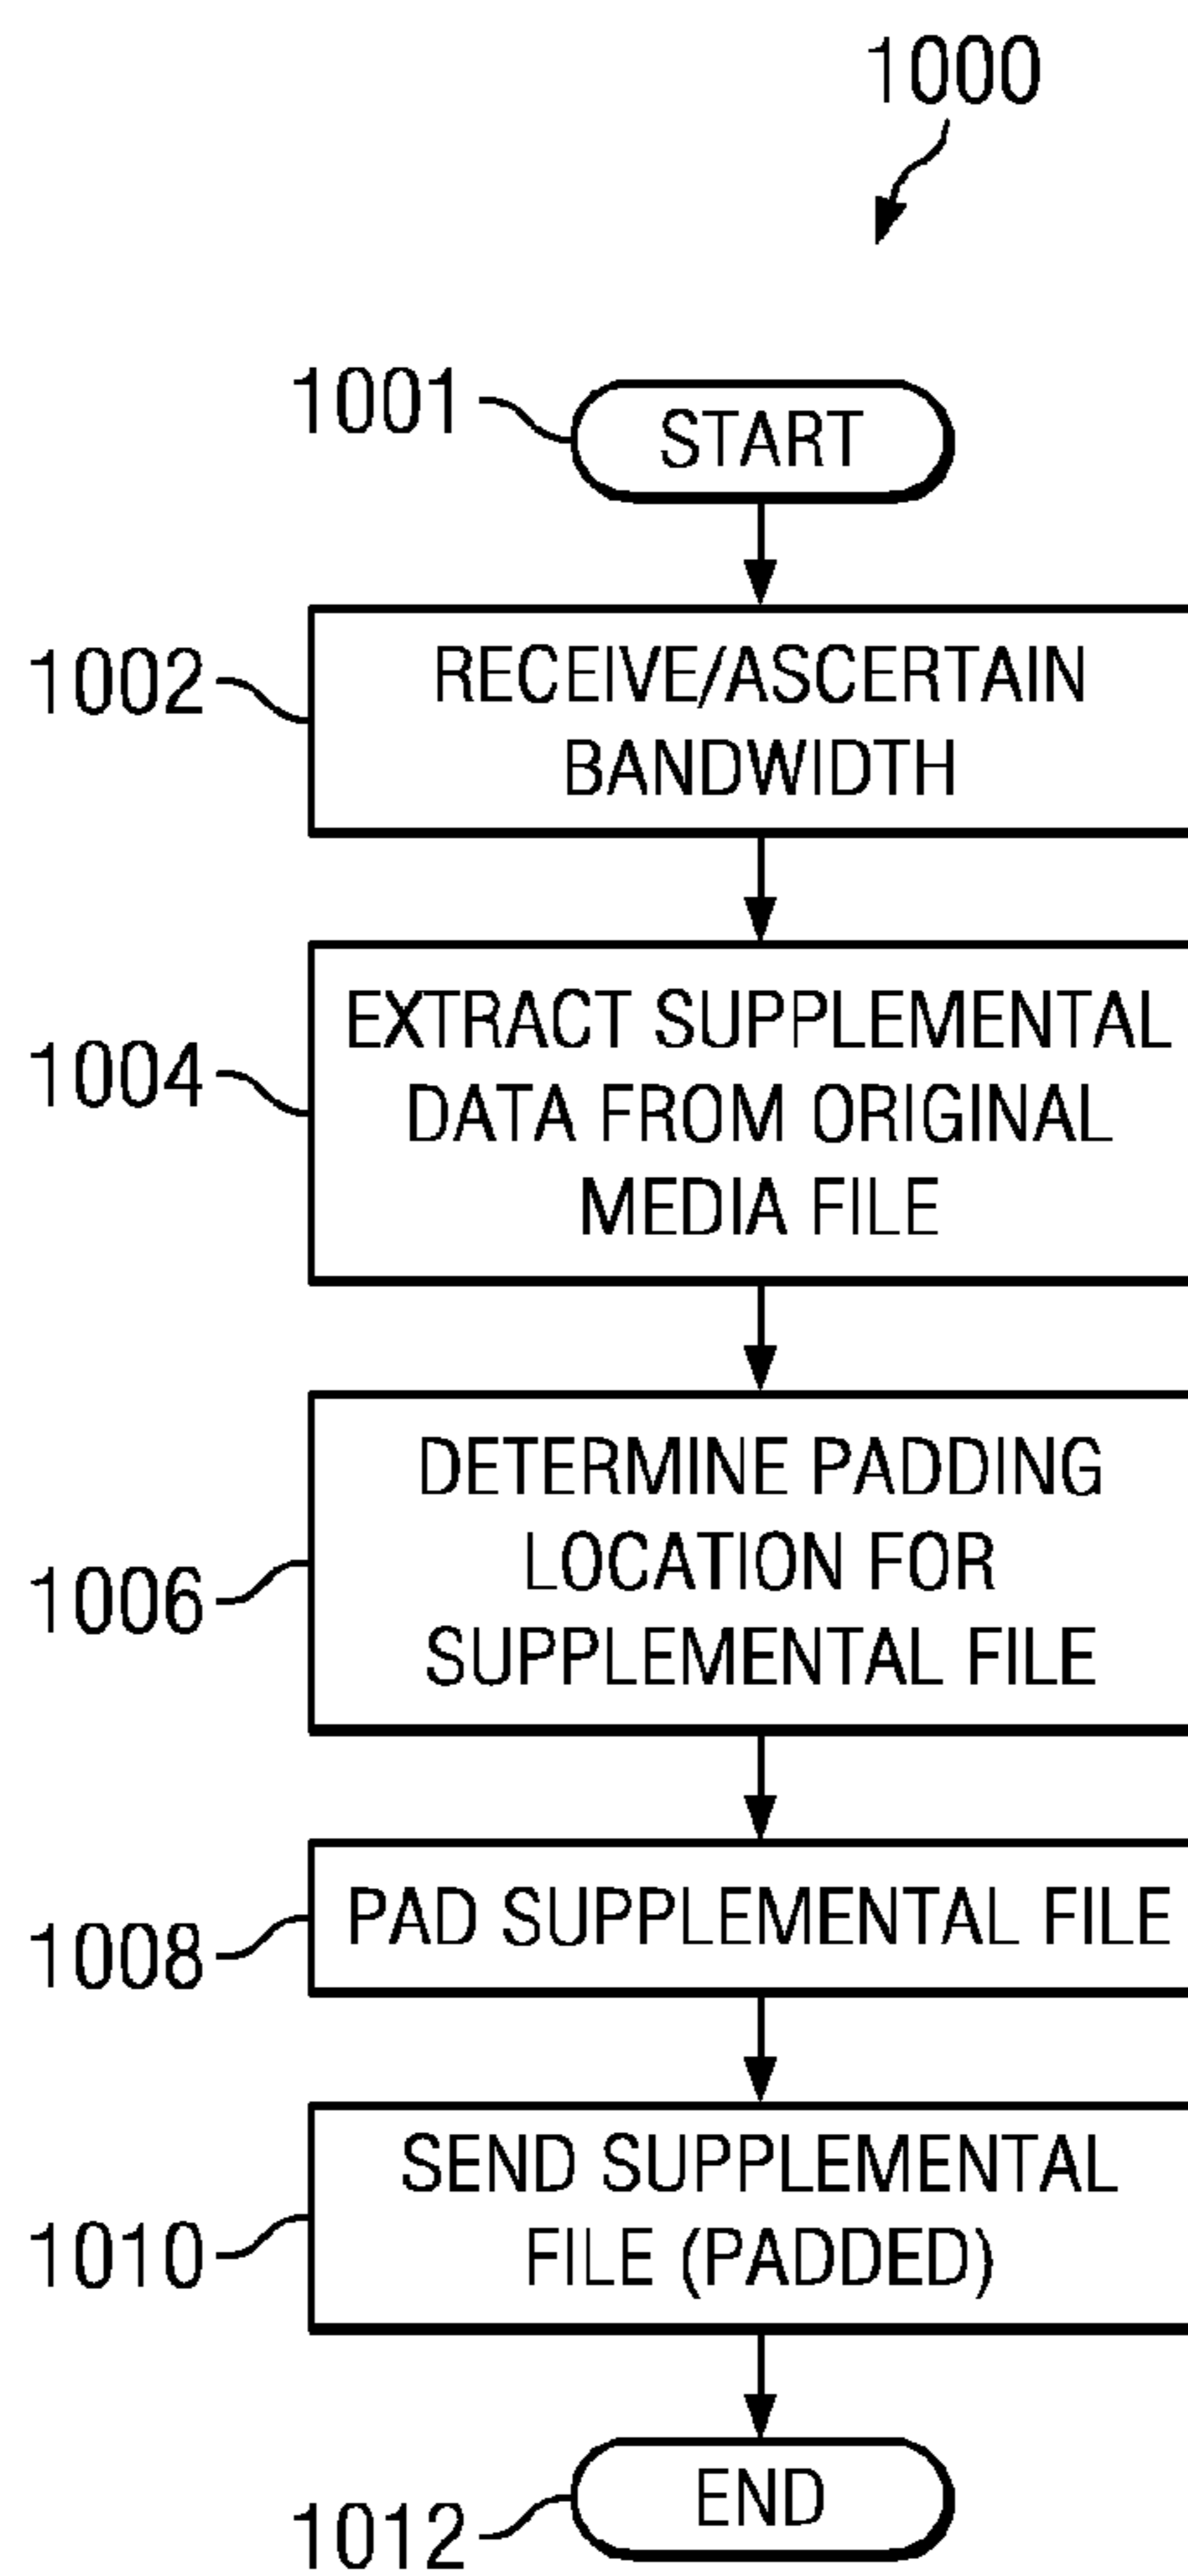 1000
1001
START
1002
RECEIVE/ASCERTAIN
BANDWIDTH
1004
EXTRACT SUPPLEMENTAL
DATA FROM ORIGINAL
MEDIA FILE
1006
DETERMINE PADDING
LOCATION FOR
SUPPLEMENTAL FILE
1008
PAD SUPPLEMENTAL FILE
1010
SEND SUPPLEMENTAL
FILE (PADDED)
1012
END